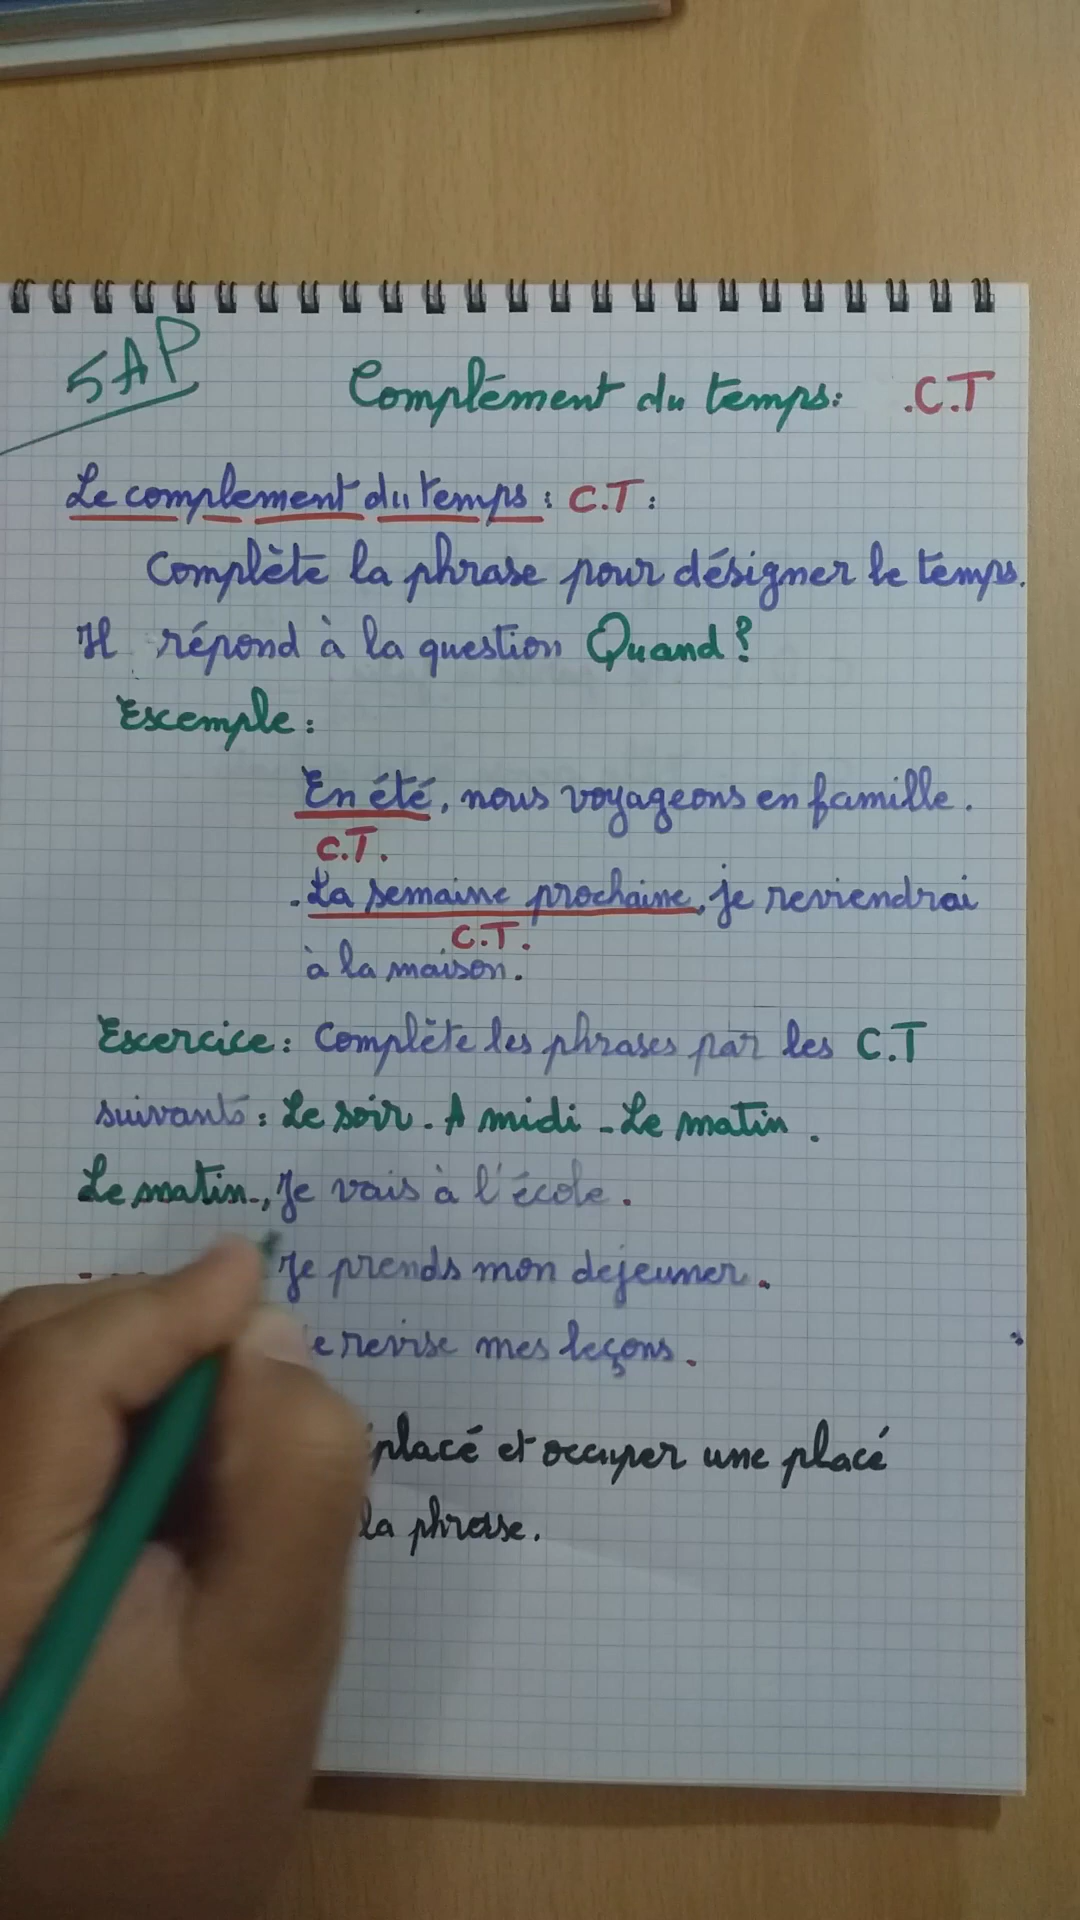 5AP
Complément du temps: .C.T
Le complement du temps : C.T :
Complète la phrase pour désigner le temps.
Il répond à la question Quand?
Exemple :
En été, nous voyageons en famille.
C.T.
.La semaine prochaine, je reviendrai
C.T.
à la maison.
Exercice : Complète les phrases par les C.T
suivants : Le soir - A midi - Le matin.
Le matin, Je vais à l'école.
Je prends mon dejeuner.
revise mes leçons.
et occuper une placé
la phrase.